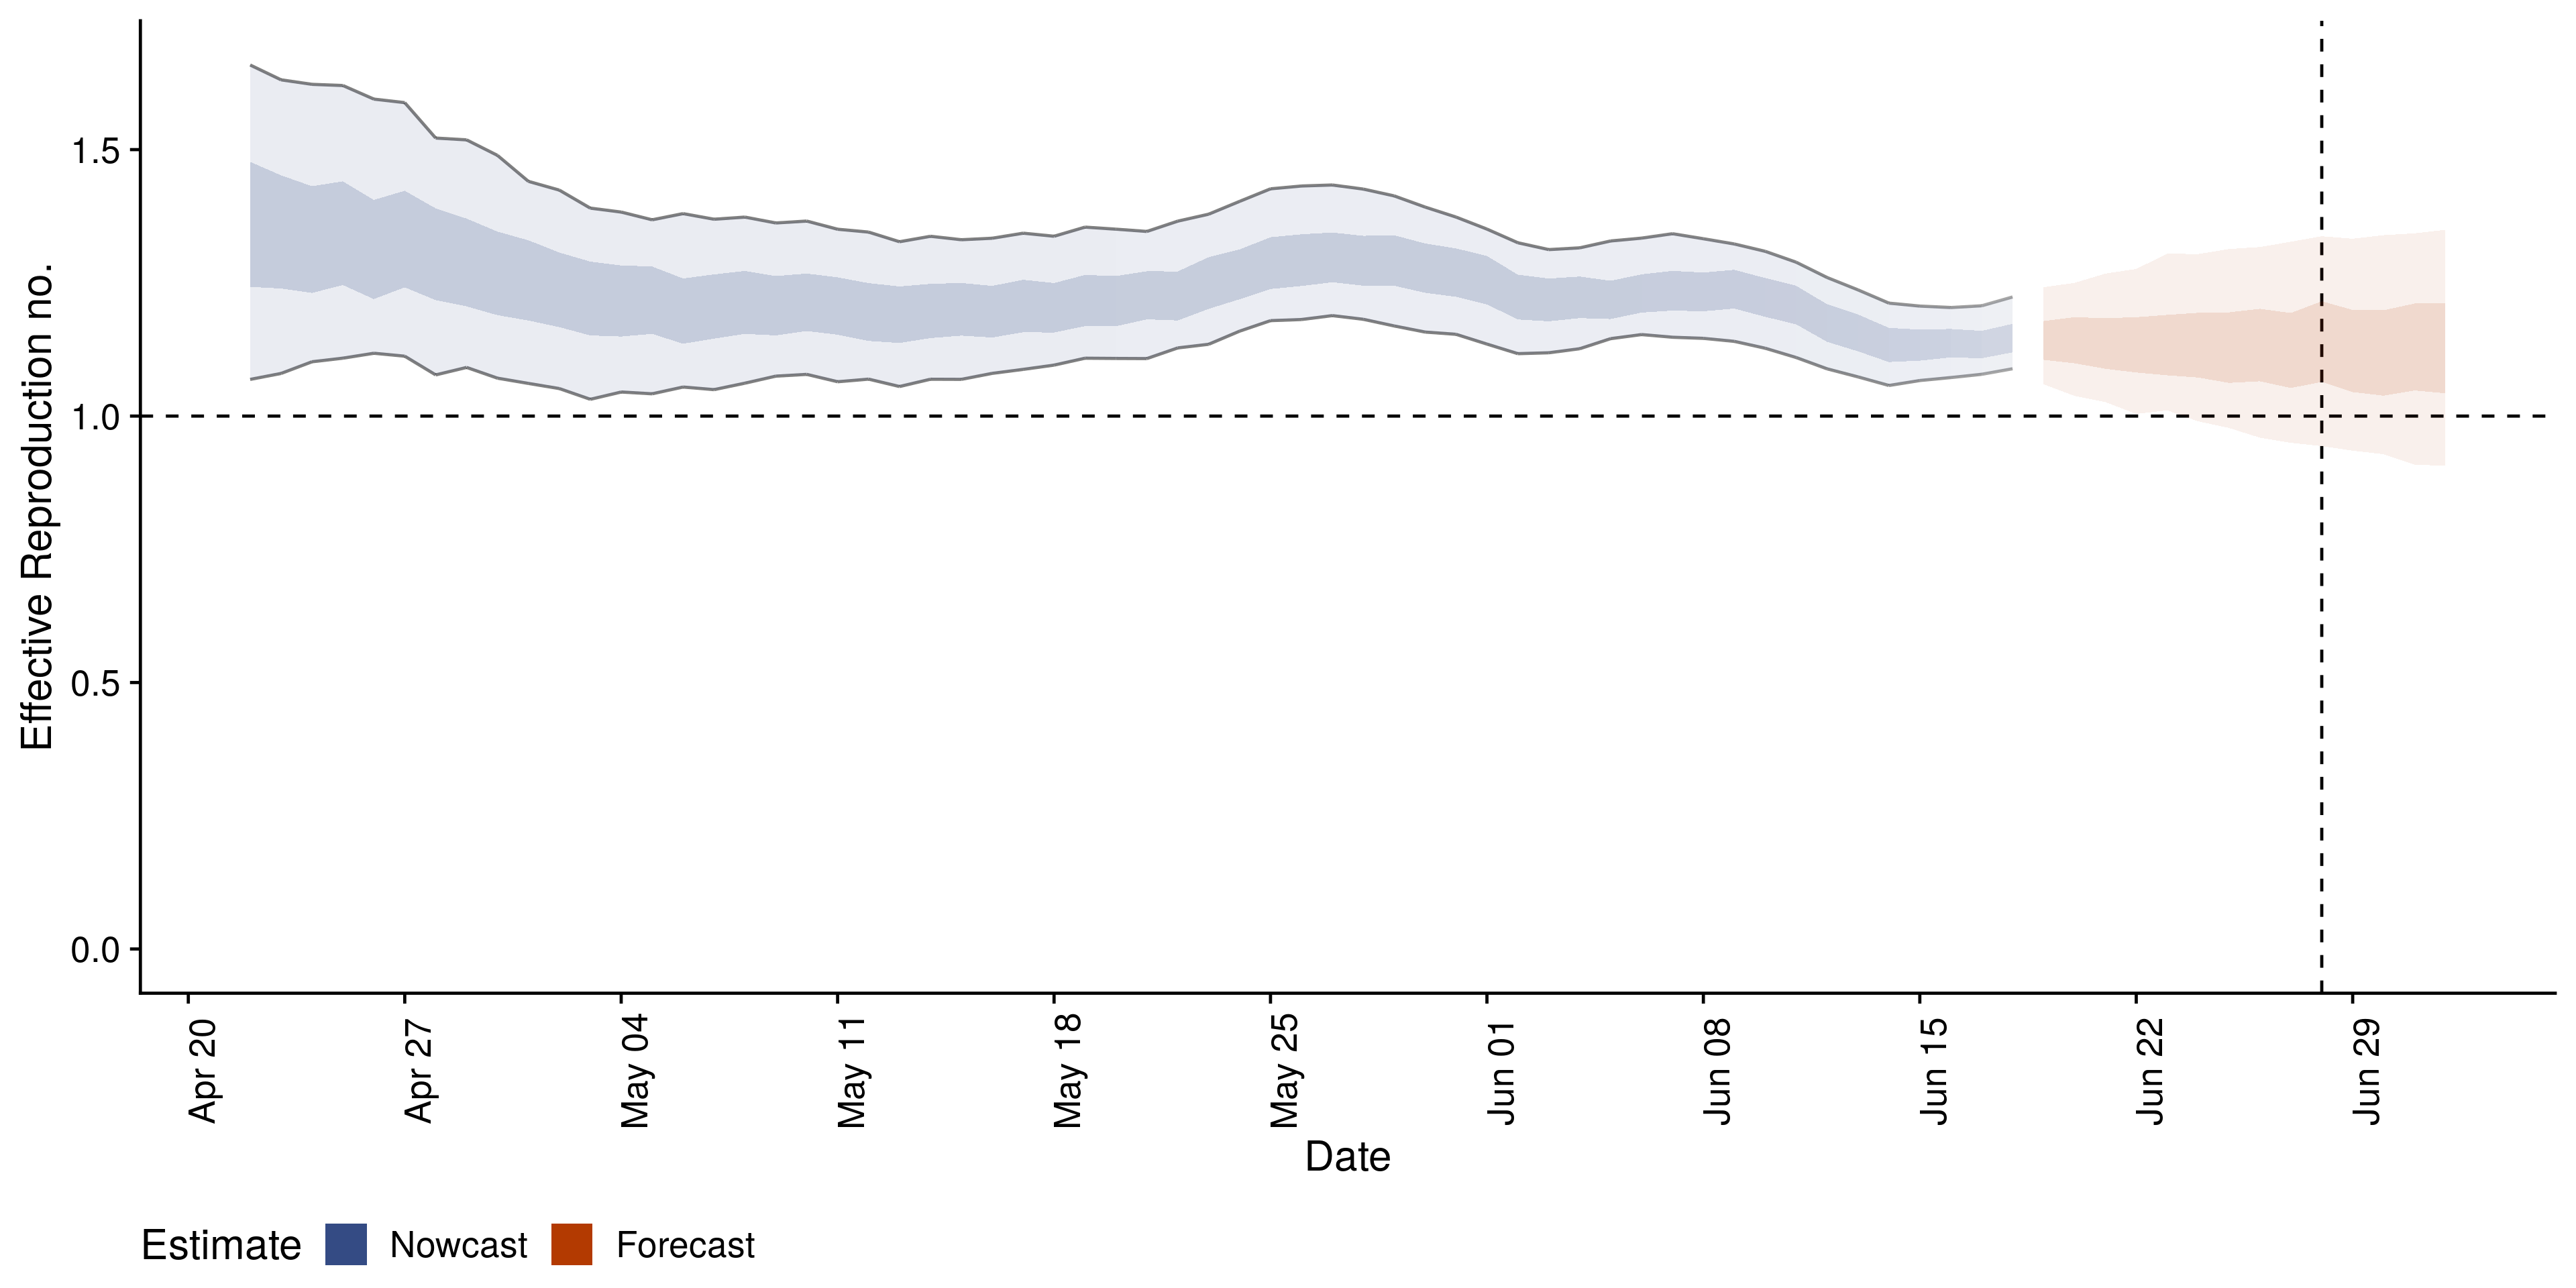 Effective Reproduction no.
1.5
1.0
0.5
0.0
Apr 20
Apr 27
May 04
May 11
May 18
May 25
Jun 01
Jun 08
Jun 15
Jun 22
Jun 29
Date
Estimate Nowcast Forecast